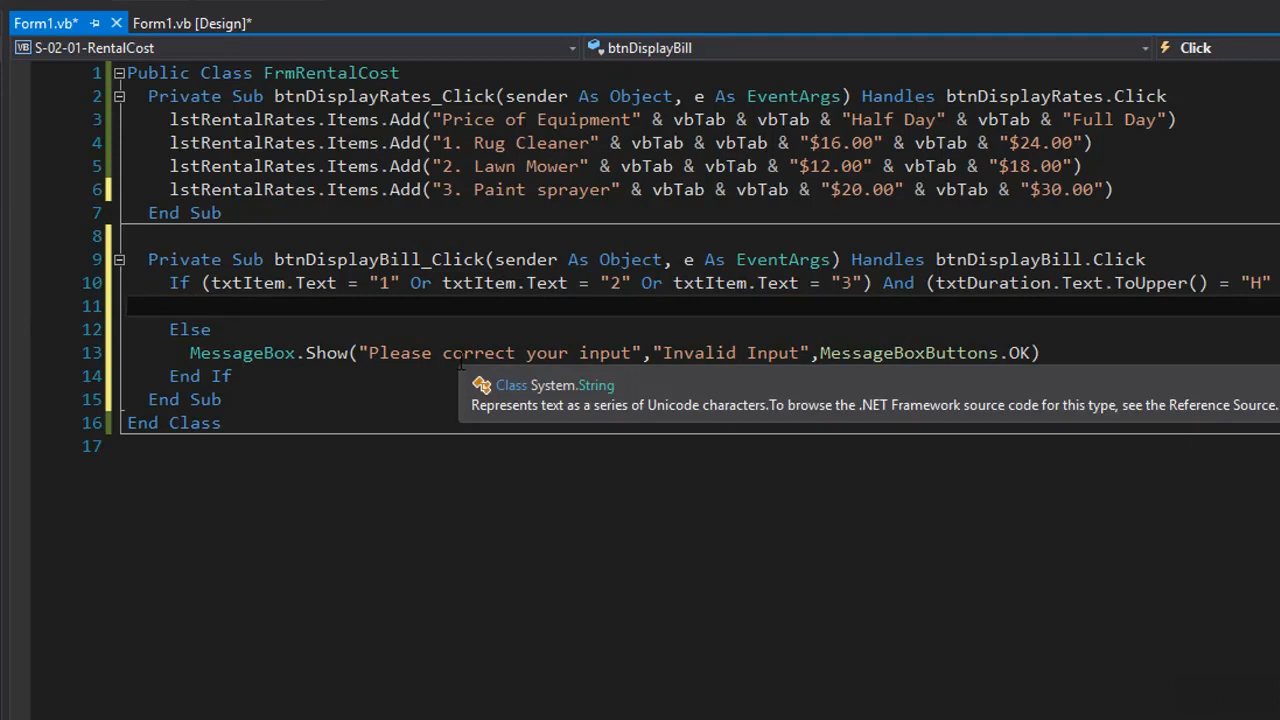 Form1.vb* Form1.vb [Design]*
VB S-02-01-RentalCost btnDisplayBill Click
1 Public Class FrmRentalCost
2 Private Sub btnDisplayRates_Click(sender As Object, e As EventArgs) Handles btnDisplayRates.Click
3 lstRentalRates.Items.Add("Price of Equipment" & vbTab & vbTab & "Half Day" & vbTab & "Full Day")
4 lstRentalRates.Items.Add("1. Rug Cleaner" & vbTab & vbTab & "$16.00" & vbTab & "$24.00")
5 lstRentalRates.Items.Add("2. Lawn Mower" & vbTab & vbTab & "$12.00" & vbTab & "$18.00")
6 lstRentalRates.Items.Add("3. Paint sprayer" & vbTab & vbTab & "$20.00" & vbTab & "$30.00")
7 End Sub
8
9 Private Sub btnDisplayBill_Click(sender As Object, e As EventArgs) Handles btnDisplayBill.Click
10 If (txtItem.Text = "1" Or txtItem.Text = "2" Or txtItem.Text = "3") And (txtDuration.Text.ToUpper() = "H"
11
12 Else
13 MessageBox.Show("Please correct your input","Invalid Input",MessageBoxButtons.OK)
14 End If
Class System.String
15 End Sub
Represents text as a series of Unicode characters.To browse the .NET Framework source code for this type, see the Reference Source.
16 End Class
17